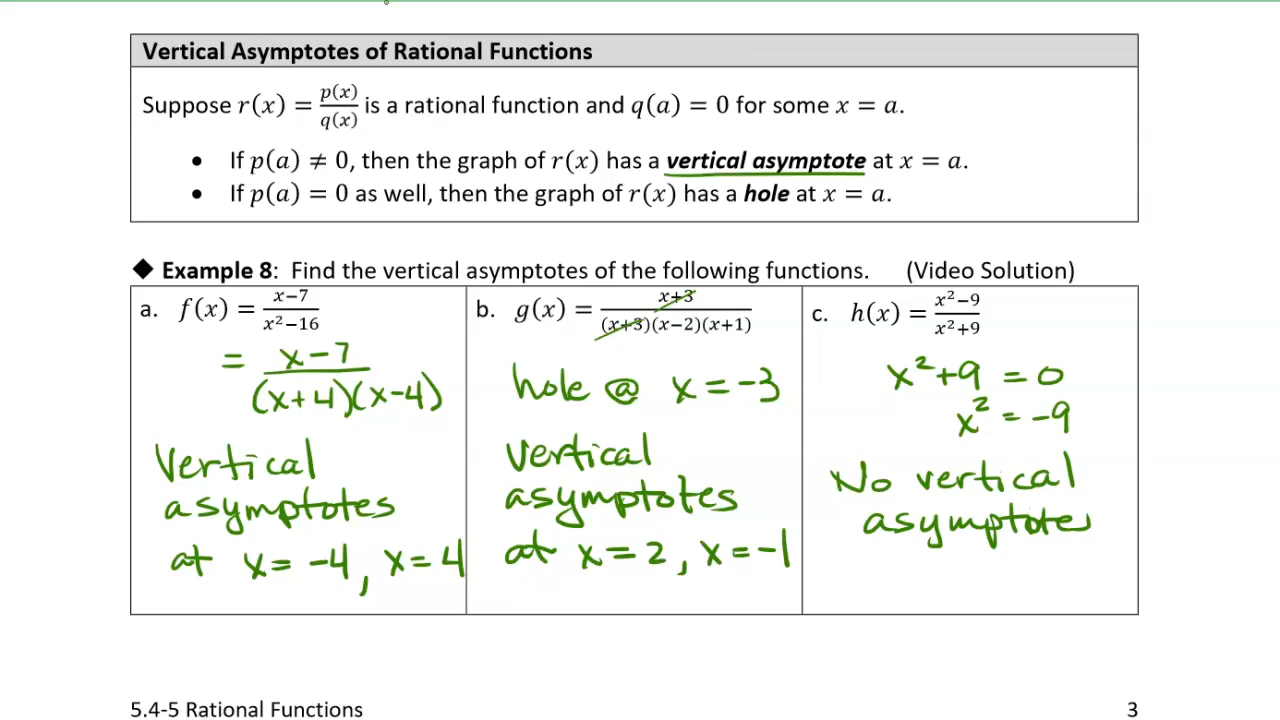 Vertical Asymptotes of Rational Functions
Suppose r(x) = p(x)/q(x) is a rational function and q(a) = 0 for some x = a.
• If p(a) ≠ 0, then the graph of r(x) has a vertical asymptote at x = a.
• If p(a) = 0 as well, then the graph of r(x) has a hole at x = a.
◆ Example 8: Find the vertical asymptotes of the following functions. (Video Solution)
a. f(x) = x−7/x²−16
= x−7/(x+4)(x−4)
Vertical
asymptotes
at x = −4, x = 4
b. g(x) = x+3/(x+3)(x−2)(x+1)
hole @ x = −3
Vertical
asymptotes
at x = 2, x = −1
c. h(x) = x²−9/x²+9
x²+9 = 0
x² = −9
No vertical
asymptotes
5.4-5 Rational Functions
3